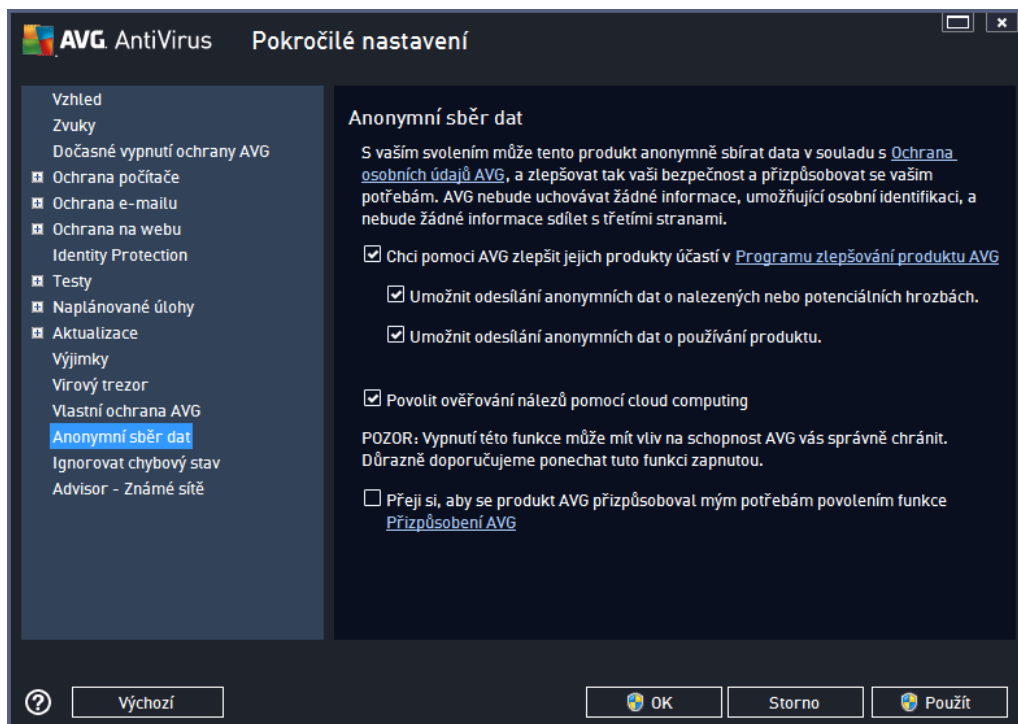 AVG. AntiVirus Pokročilé nastavení
Vzhled
Zvuky
Dočasné vypnutí ochrany AVG
Ochrana počítače
Ochrana e-mailu
Ochrana na webu
Identity Protection
Testy
Naplánované úlohy
Aktualizace
Výjimky
Virový trezor
Vlastní ochrana AVG
Anonymní sběr dat
Ignorovat chybový stav
Advisor - Známé sítě
Anonymní sběr dat
S vaším svolením může tento produkt anonymně sbírat data v souladu s Ochrana
osobních údajů AVG, a zlepšovat tak vaši bezpečnost a přizpůsobovat se vašim
potřebám. AVG nebude uchovávat žádné informace, umožňující osobní identifikaci, a
nebude žádné informace sdílet s třetími stranami.
Chci pomoci AVG zlepšit jejich produkty účastí v Programu zlepšování produktu AVG
Umožnit odesílání anonymních dat o nalezených nebo potenciálních hrozbách.
Umožnit odesílání anonymních dat o používání produktu.
Povolit ověřování nálezů pomocí cloud computing
POZOR: Vypnutí této funkce může mít vliv na schopnost AVG vás správně chránit.
Důrazně doporučujeme ponechat tuto funkci zapnutou.
Přeji si, aby se produkt AVG přizpůsoboval mým potřebám povolením funkce
Přizpůsobení AVG
? Výchozí OK Storno Použít